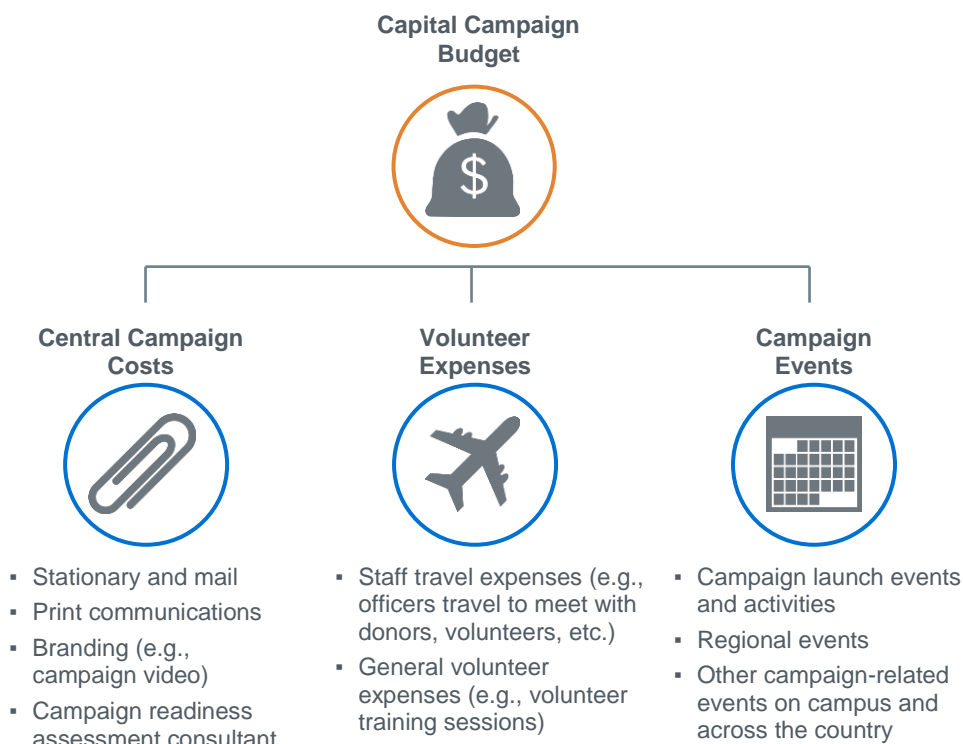 Capital Campaign
Budget
$
Central Campaign
Costs
Volunteer
Expenses
Campaign
Events
▪ Stationary and mail
▪ Print communications
▪ Branding (e.g.,
campaign video)
▪ Campaign readiness
assessment consultant
▪ Staff travel expenses (e.g.,
officers travel to meet with
donors, volunteers, etc.)
▪ General volunteer
expenses (e.g., volunteer
training sessions)
▪ Campaign launch events
and activities
▪ Regional events
▪ Other campaign-related
events on campus and
across the country